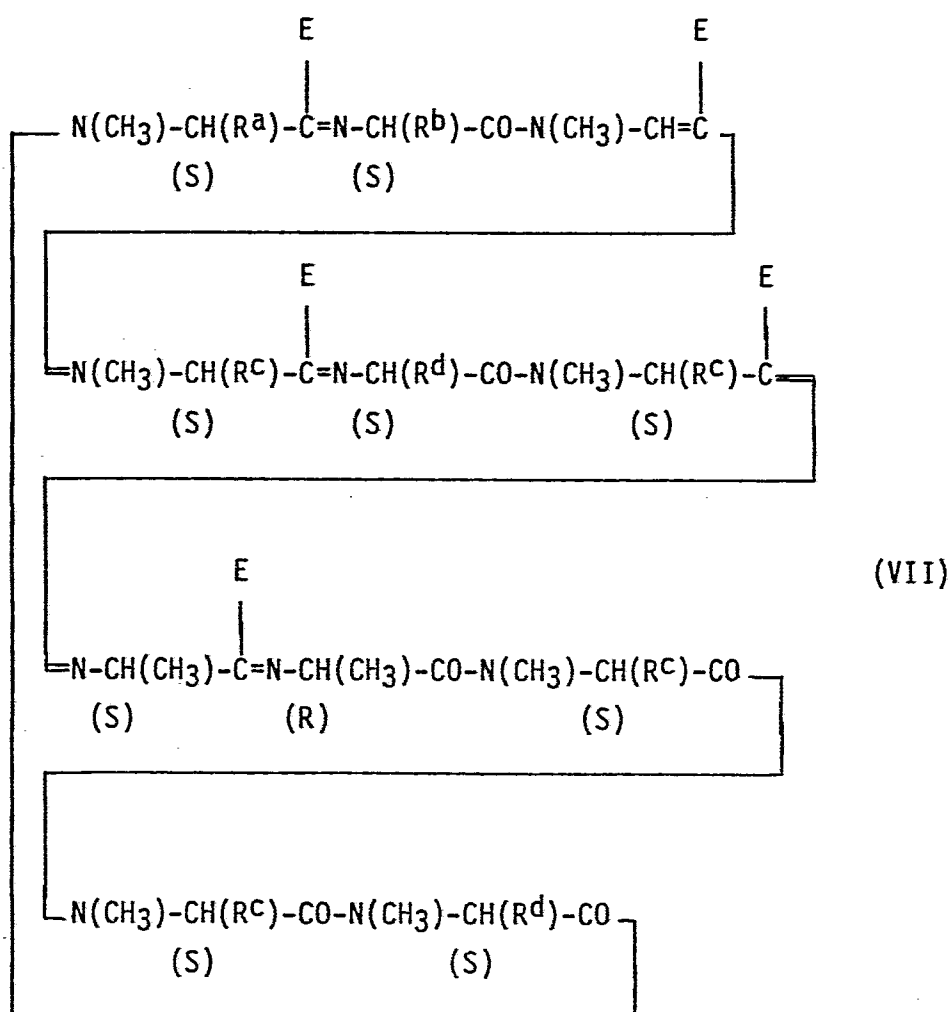 E E
N(CH3)-CH(Ra)-C=N-CH(Rb)-CO-N(CH3)-CH=C
(S) (S)
E E
=N(CH3)-CH(Rc)-C=N-CH(Rd)-CO-N(CH3)-CH(Rc)-C=
(S) (S) (S)
E
(VII)
=N-CH(CH3)-C=N-CH(CH3)-CO-N(CH3)-CH(Rc)-CO
(S) (R) (S)
N(CH3)-CH(Rc)-CO-N(CH3)-CH(Rd)-CO
(S) (S)